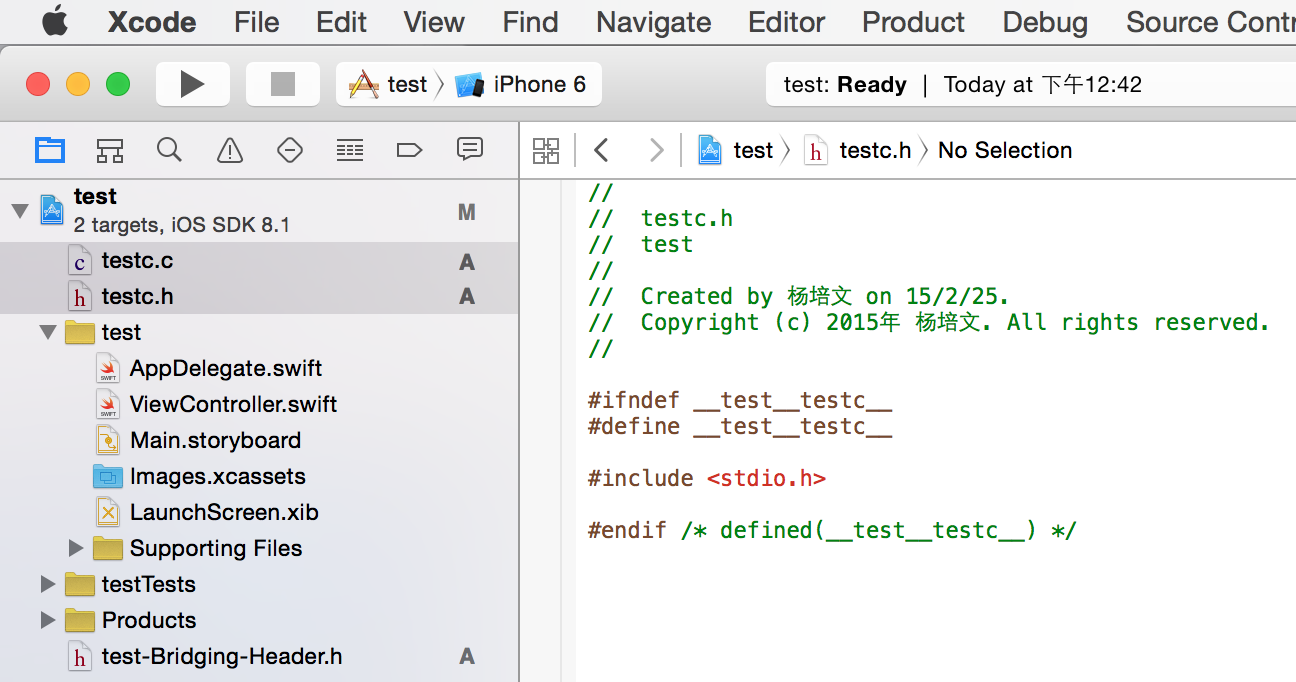 Xcode File Edit View Find Navigate Editor Product Debug Source Contr
test iPhone 6 test: Ready | Today at 下午12:42
test testc.h No Selection
test M
2 targets, iOS SDK 8.1
testc.c A
testc.h A
test
AppDelegate.swift
ViewController.swift
Main.storyboard
Images.xcassets
LaunchScreen.xib
Supporting Files
testTests
Products
test-Bridging-Header.h A
//
// testc.h
// test
//
// Created by 杨培文 on 15/2/25.
// Copyright (c) 2015年 杨培文. All rights reserved.
//
#ifndef __test__testc__
#define __test__testc__
#include <stdio.h>
#endif /* defined(__test__testc__) */